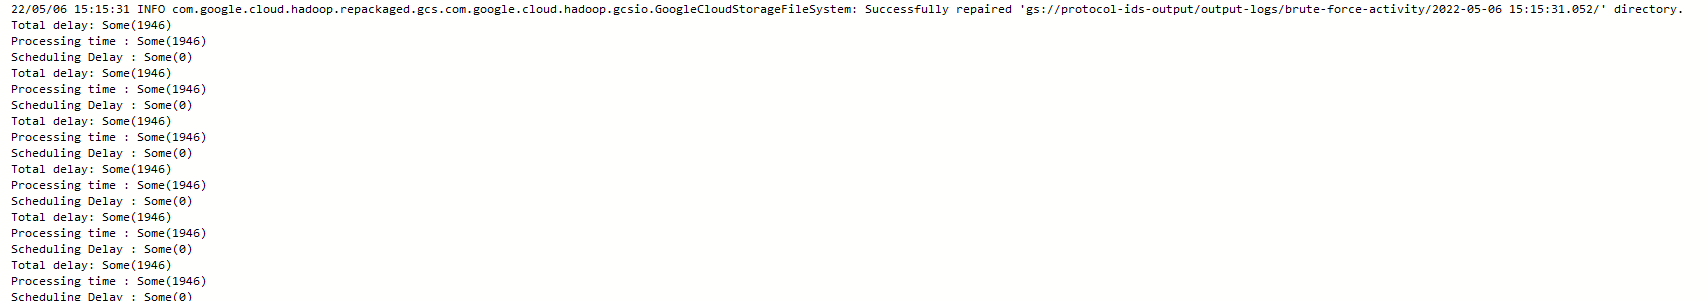 22/05/06 15:15:31 INFO com.google.cloud.hadoop.repackaged.gcs.com.google.cloud.hadoop.gcsio.GoogleCloudStorageFileSystem: Successfully repaired 'gs://protocol-ids-output/output-logs/brute-force-activity/2022-05-06 15:15:31.052/' directory.
Total delay: Some(1946)
Processing time : Some(1946)
Scheduling Delay : Some(0)
Total delay: Some(1946)
Processing time : Some(1946)
Scheduling Delay : Some(0)
Total delay: Some(1946)
Processing time : Some(1946)
Scheduling Delay : Some(0)
Total delay: Some(1946)
Processing time : Some(1946)
Scheduling Delay : Some(0)
Total delay: Some(1946)
Processing time : Some(1946)
Scheduling Delay : Some(0)
Total delay: Some(1946)
Processing time : Some(1946)
Scheduling Delay : Some(0)